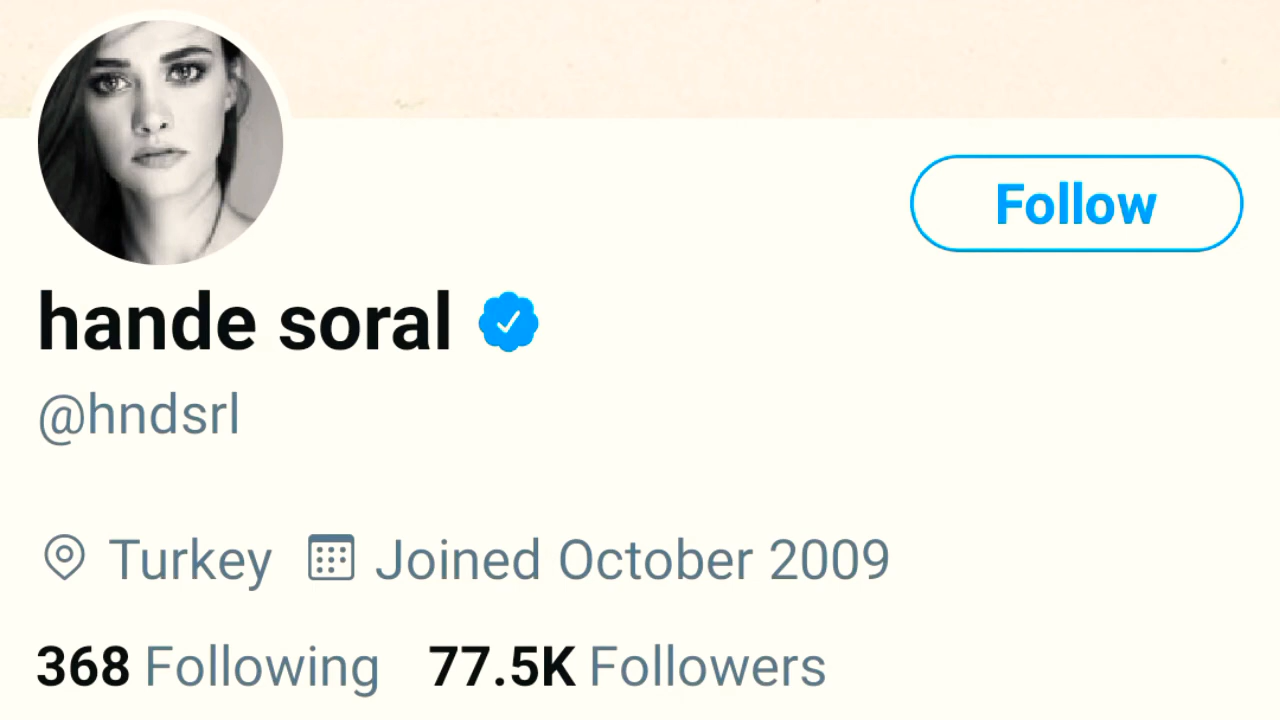 Follow
hande soral
@hndsrl
Turkey Joined October 2009
368 Following 77.5K Followers